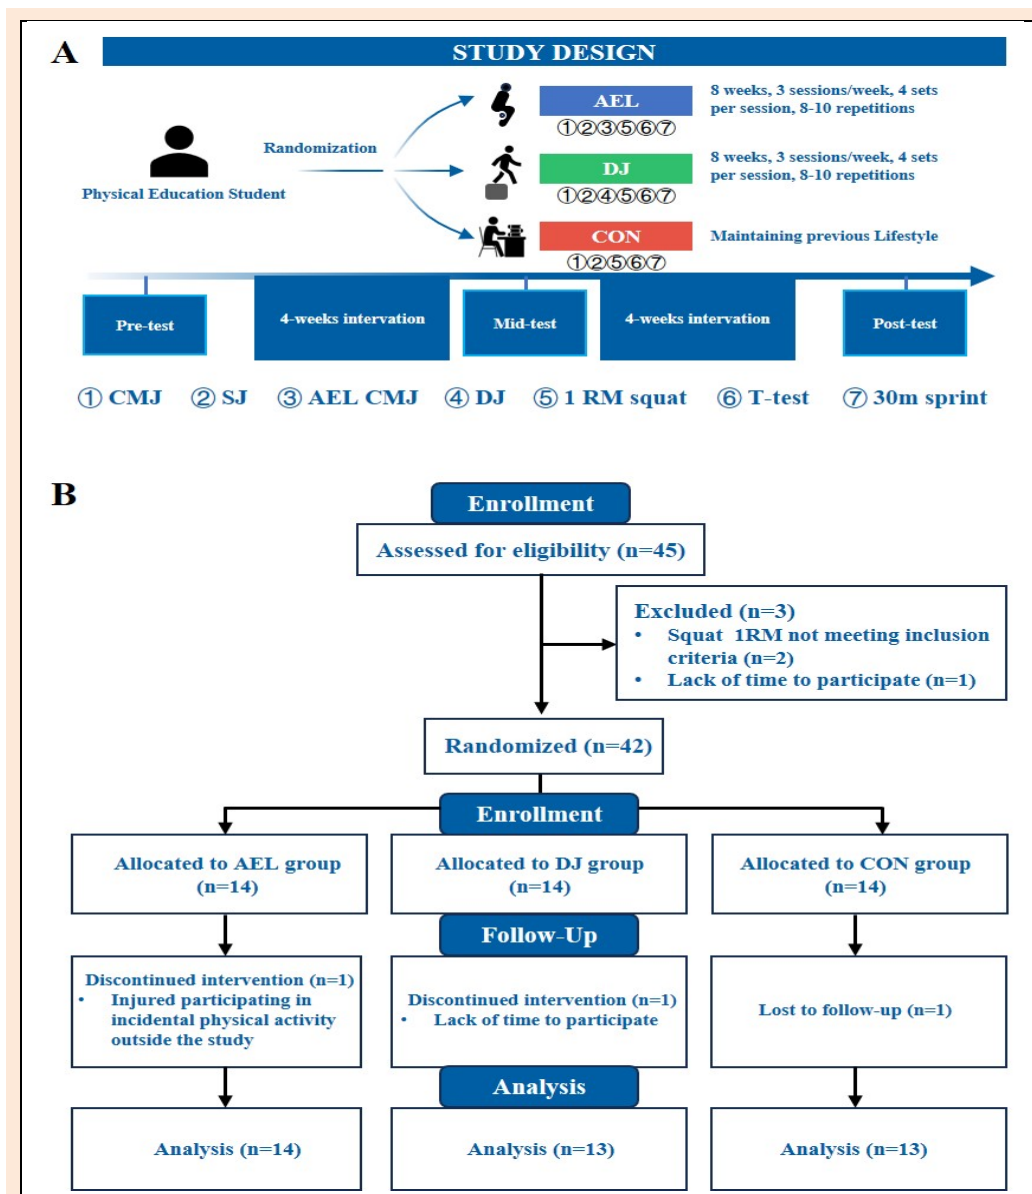 A
STUDY DESIGN
AEL
①②③⑤⑥⑦
8 weeks, 3 sessions/week, 4 sets
per session, 8-10 repetitions
Randomization
Physical Education Student
DJ
①②④⑤⑥⑦
8 weeks, 3 sessions/week, 4 sets
per session, 8-10 repetitions
CON
①②⑤⑥⑦
Maintaining previous Lifestyle
Pre-test
4-weeks intervation
Mid-test
4-weeks intervation
Post-test
① CMJ ② SJ ③ AEL CMJ ④ DJ ⑤ 1 RM squat ⑥ T-test ⑦ 30m sprint
B
Enrollment
Assessed for eligibility (n=45)
Excluded (n=3)
• Squat 1RM not meeting inclusion
criteria (n=2)
• Lack of time to participate (n=1)
Randomized (n=42)
Enrollment
Allocated to AEL group
(n=14)
Allocated to DJ group
(n=14)
Allocated to CON group
(n=14)
Follow-Up
Discontinued intervention (n=1)
• Injured participating in
incidental physical activity
outside the study
Discontinued intervention (n=1)
• Lack of time to participate
Lost to follow-up (n=1)
Analysis
Analysis (n=14)
Analysis (n=13)
Analysis (n=13)